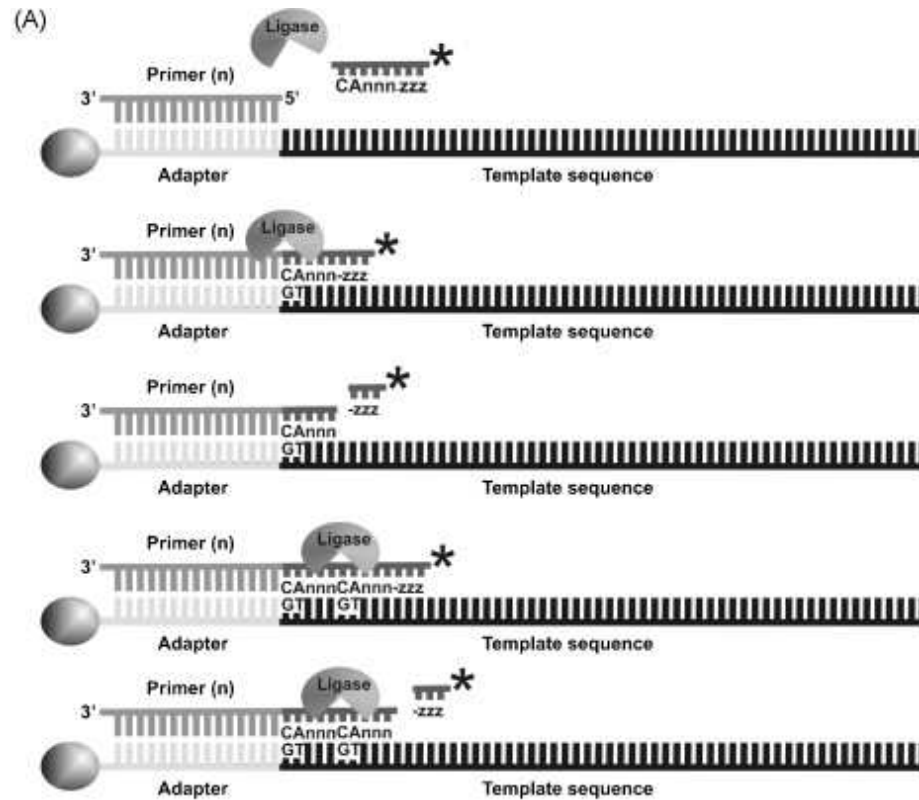 (A)
Ligase
*
Primer (n)
CAnnn-zzz
3' 5'
Adapter Template sequence
Primer (n) Ligase *
3'
CAnnn-zzz
GT
Adapter Template sequence
Primer (n) *
3' -zzz
CAnnn
GT
Adapter Template sequence
Primer (n) Ligase *
3'
CAnnnCAnnn-zzz
GT GT
Adapter Template sequence
Primer (n) Ligase *
3' -zzz
CAnnnCAnnn
GT GT
Adapter Template sequence